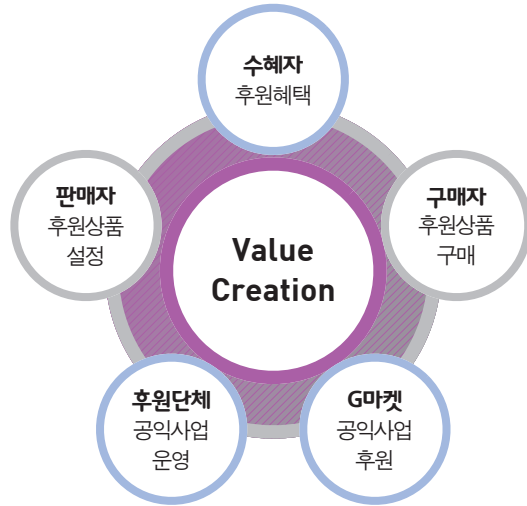 수혜자
후원혜택
판매자
후원상품
설정
구매자
후원상품
구매
Value
Creation
후원단체
공익사업
운영
G마켓
공익사업
후원